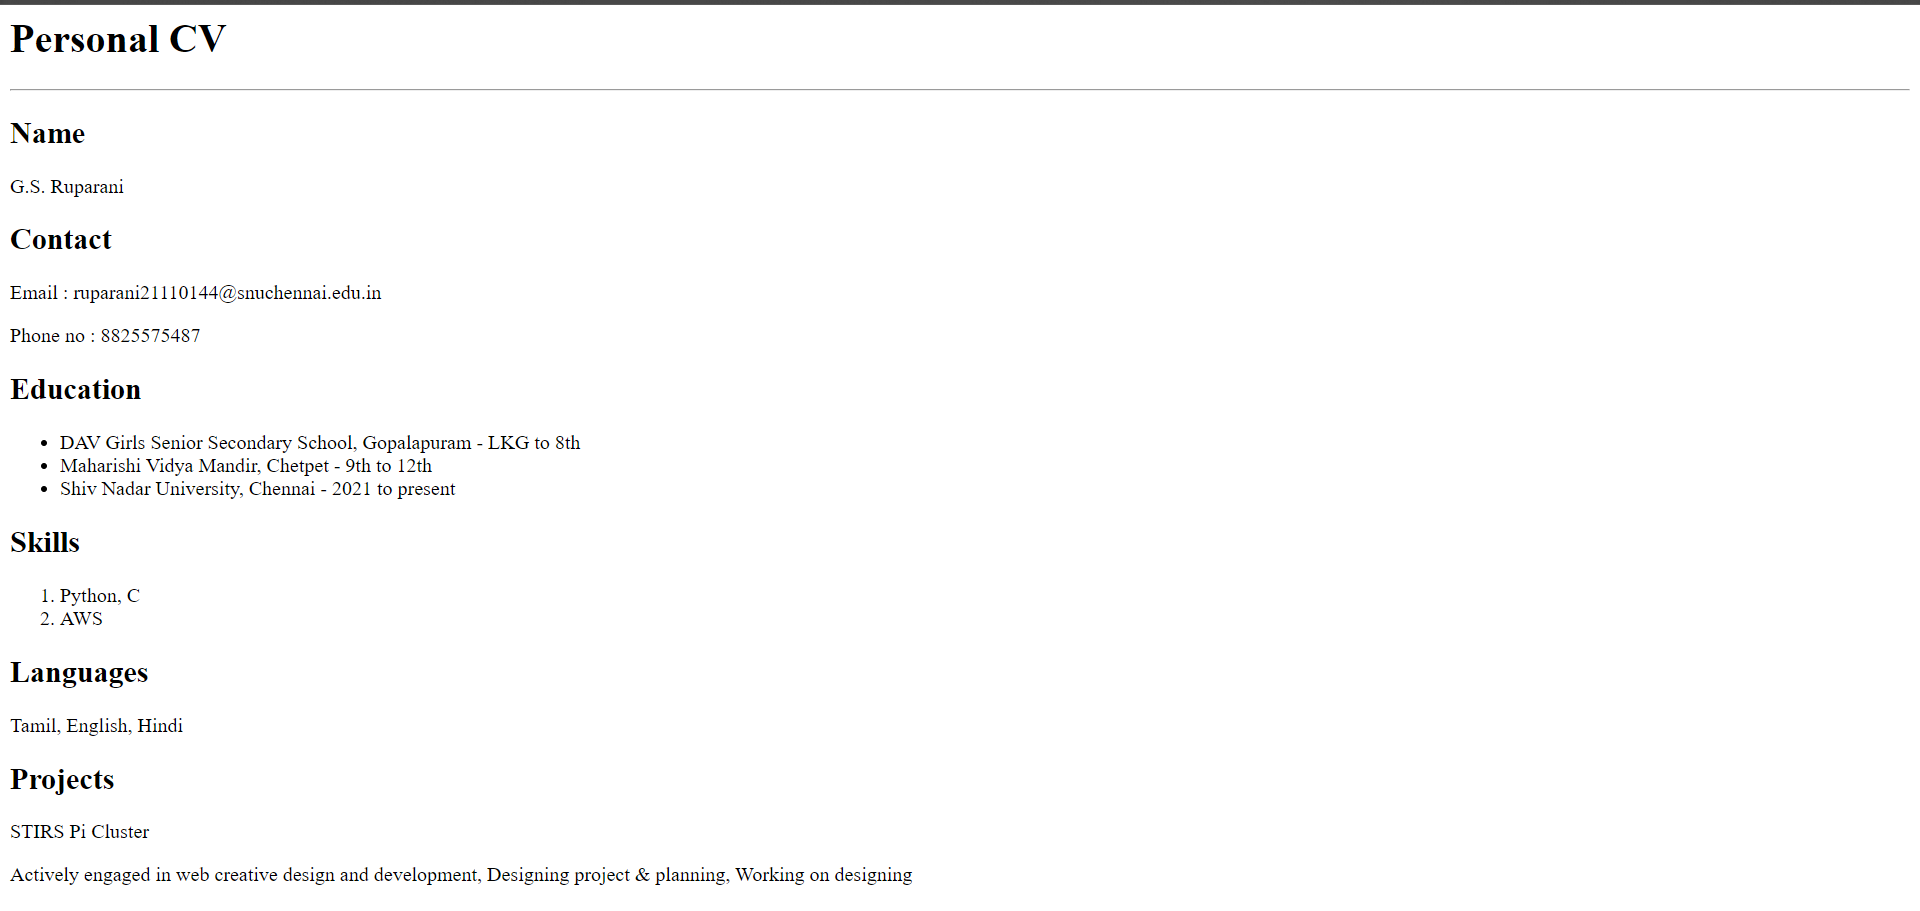 Personal CV
Name
G.S. Ruparani
Contact
Email : ruparani21110144@snuchennai.edu.in
Phone no : 8825575487
Education
• DAV Girls Senior Secondary School, Gopalapuram - LKG to 8th
• Maharishi Vidya Mandir, Chetpet - 9th to 12th
• Shiv Nadar University, Chennai - 2021 to present
Skills
1. Python, C
2. AWS
Languages
Tamil, English, Hindi
Projects
STIRS Pi Cluster
Actively engaged in web creative design and development, Designing project & planning, Working on designing